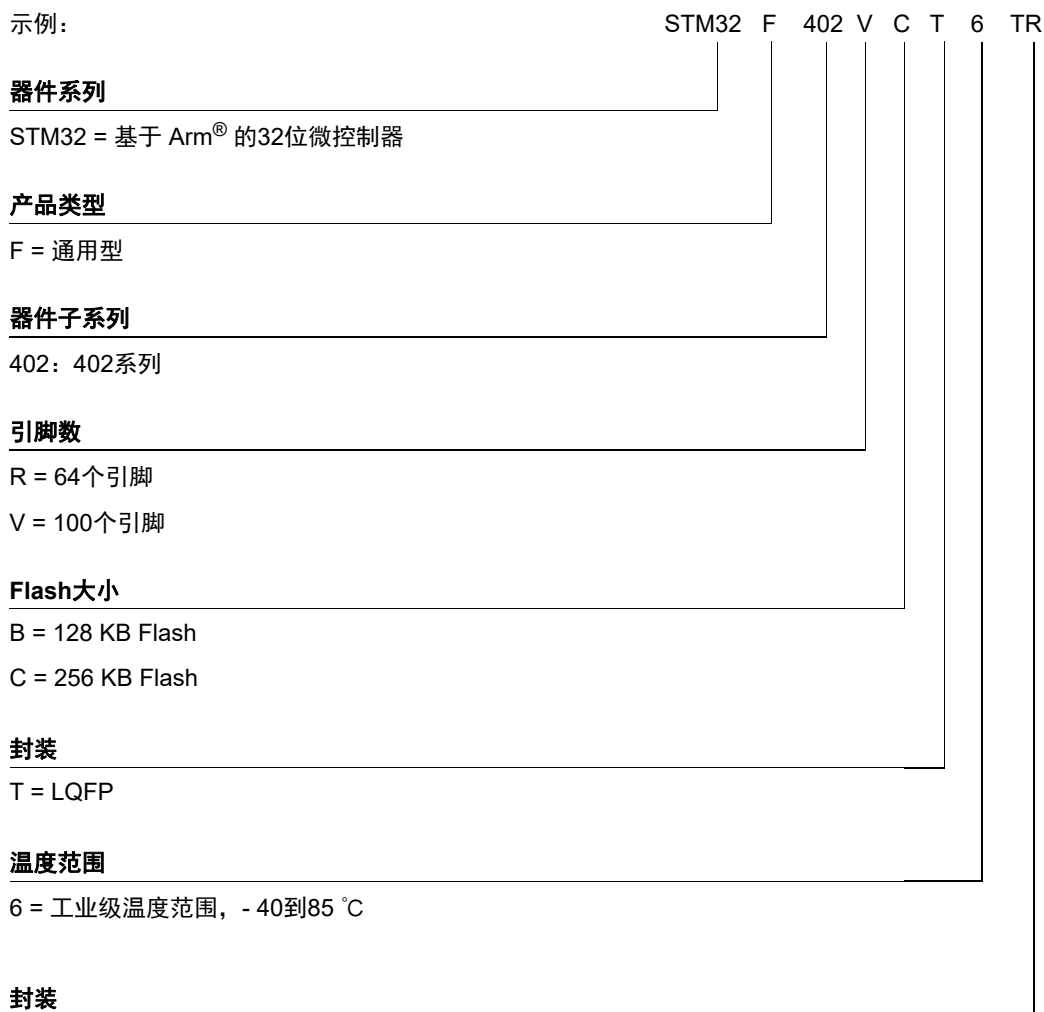 示例： STM32 F 402 V C T 6 TR
器件系列
STM32 = 基于 Arm® 的32位微控制器
产品类型
F = 通用型
器件子系列
402：402系列
引脚数
R = 64个引脚
V = 100个引脚
Flash大小
B = 128 KB Flash
C = 256 KB Flash
封装
T = LQFP
温度范围
6 = 工业级温度范围，- 40到85 ℃
封装